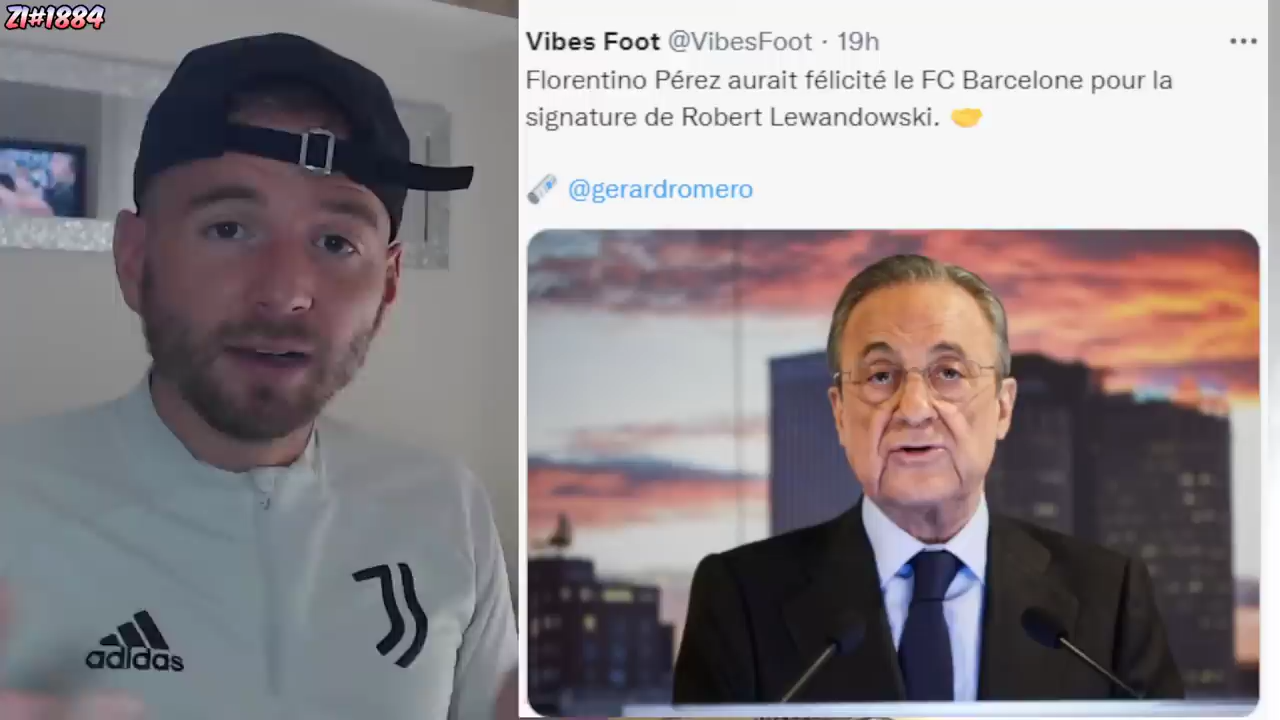 Z1#1884
Vibes Foot @VibesFoot · 19h
Florentino Pérez aurait félicité le FC Barcelone pour la
signature de Robert Lewandowski. 🤝
🗞️ @gerardromero
adidas